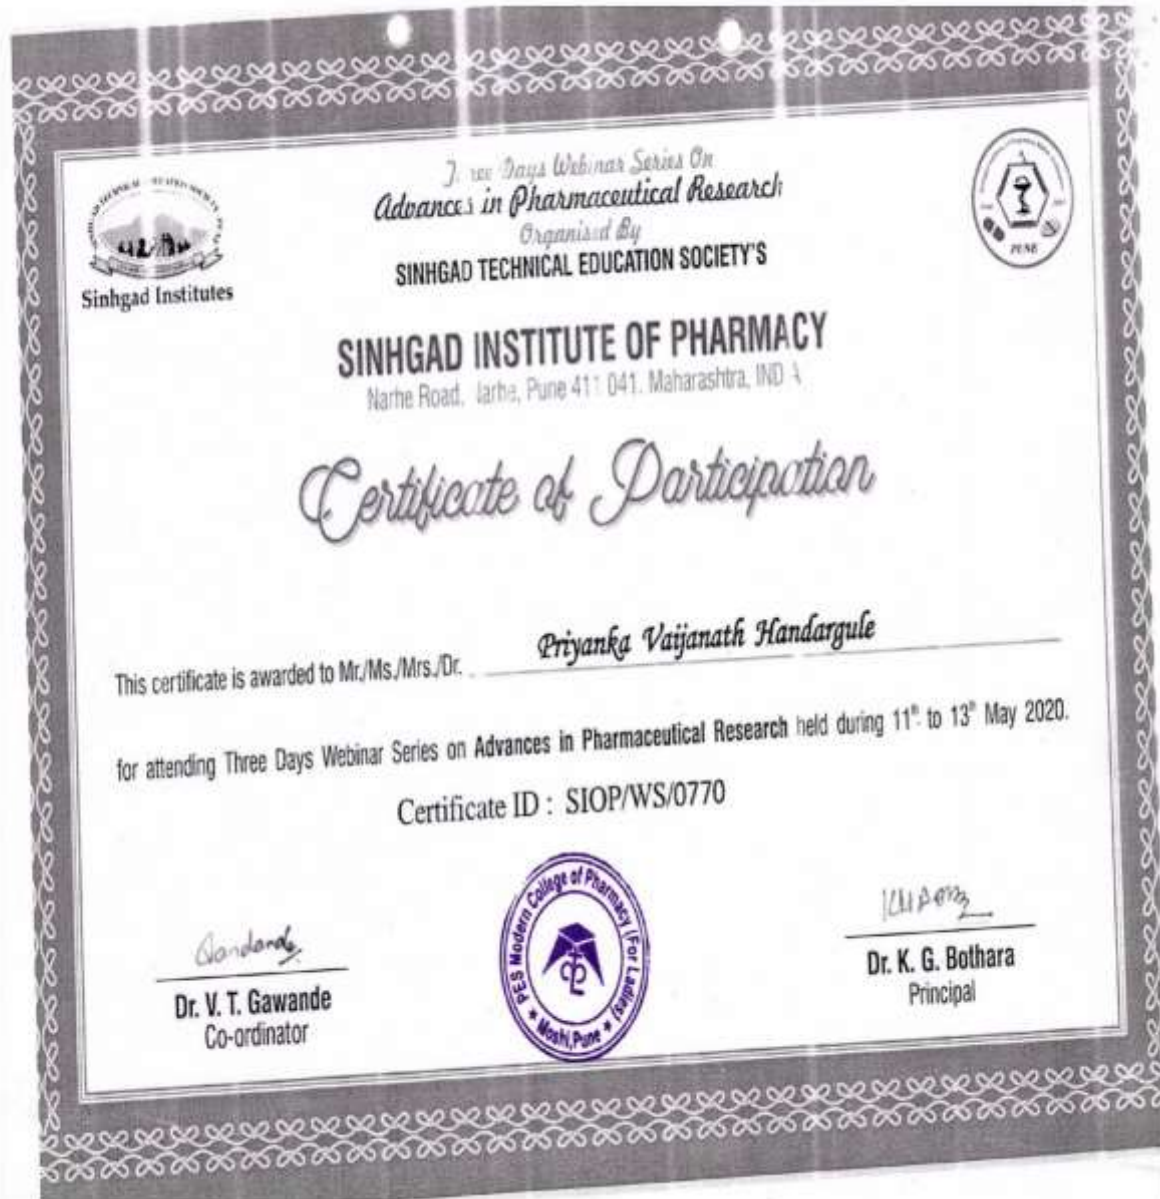 Three Days Webinar Series On
Advances in Pharmaceutical Research
Organised By
SINHGAD TECHNICAL EDUCATION SOCIETY'S
Sinhgad Institutes
PUNE
SINHGAD INSTITUTE OF PHARMACY
Narhe Road, Narhe, Pune 411 041. Maharashtra, INDIA
Certificate of Participation
This certificate is awarded to Mr./Ms./Mrs./Dr. Priyanka Vaijanath Handargule
for attending Three Days Webinar Series on Advances in Pharmaceutical Research held during 11th to 13th May 2020.
Certificate ID : SIOP/WS/0770
PES Modern College of Pharmacy (For Ladies)
Moshi, Pune
Dr. V. T. Gawande
Co-ordinator
Dr. K. G. Bothara
Principal